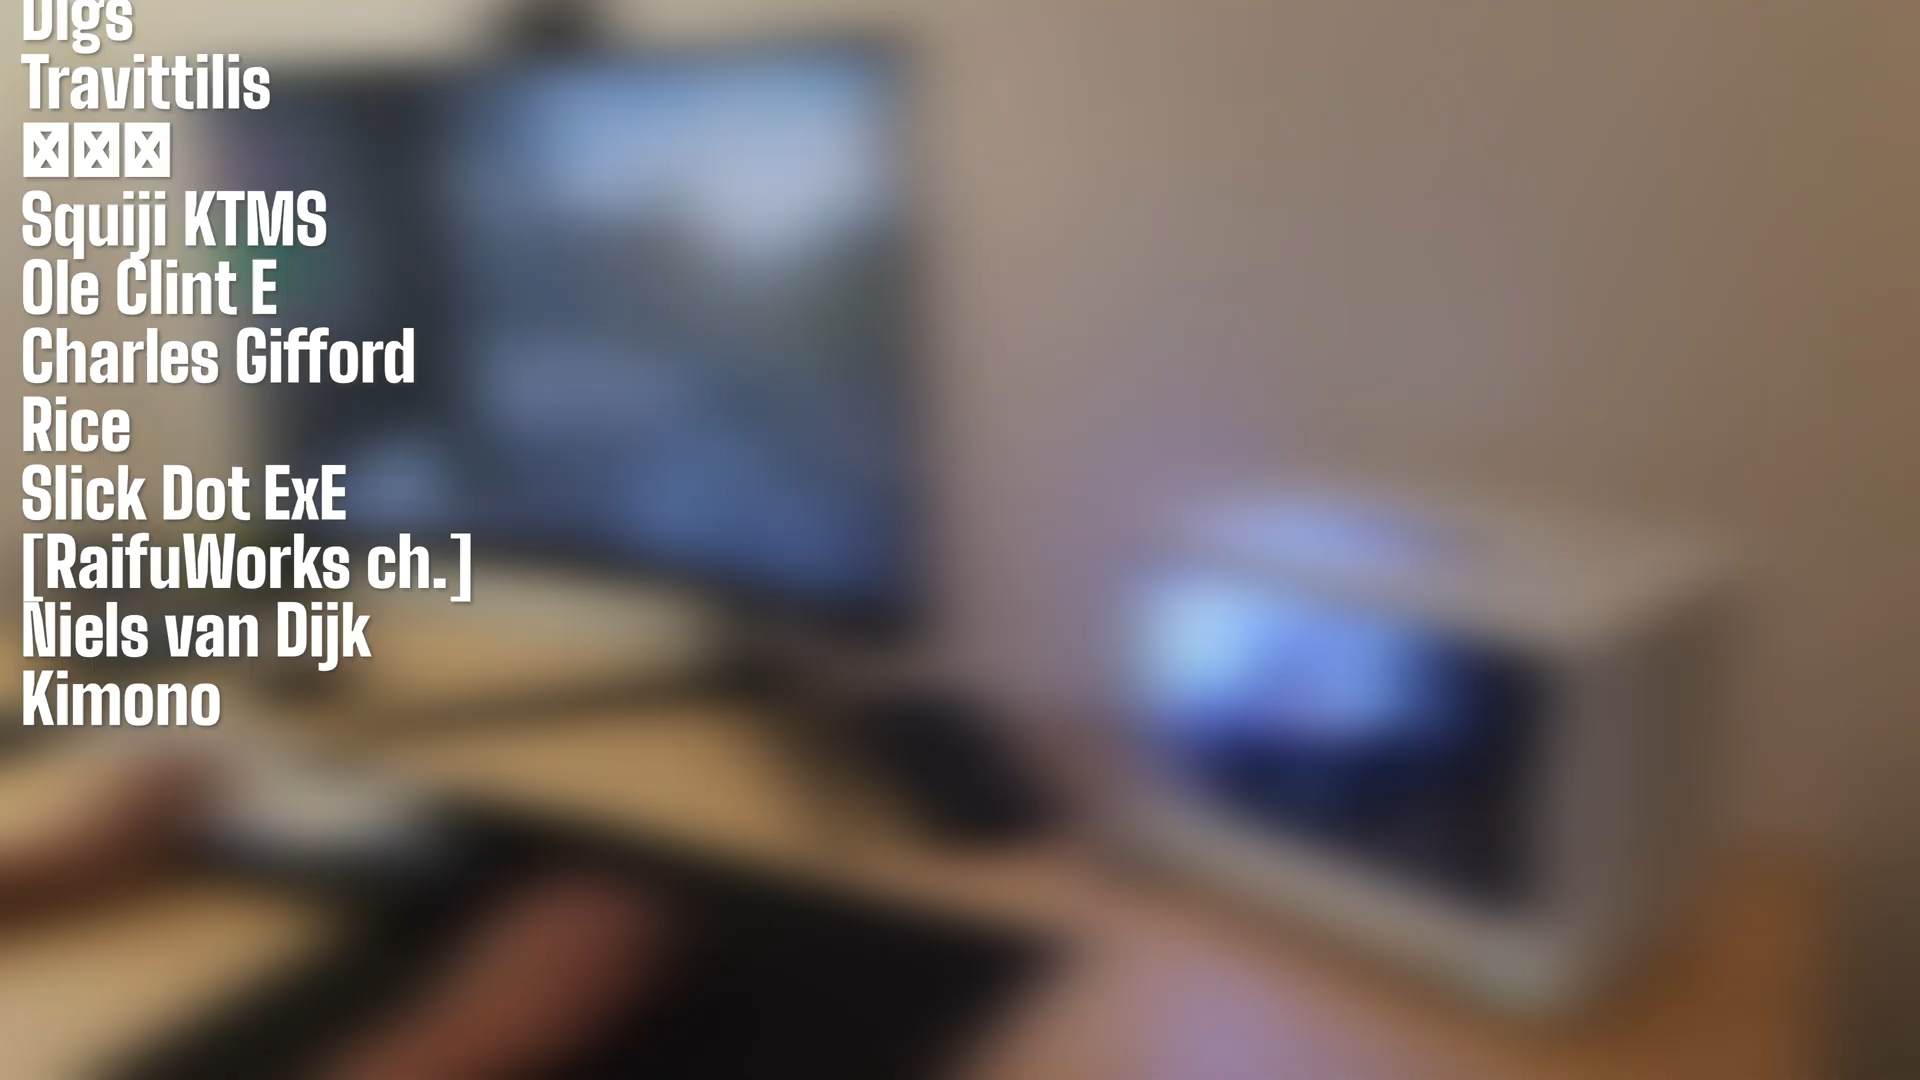 Digs
Travittilis
Squiji KTMS
Ole Clint E
Charles Gifford
Rice
Slick Dot ExE
[RaifuWorks ch.]
Niels van Dijk
Kimono